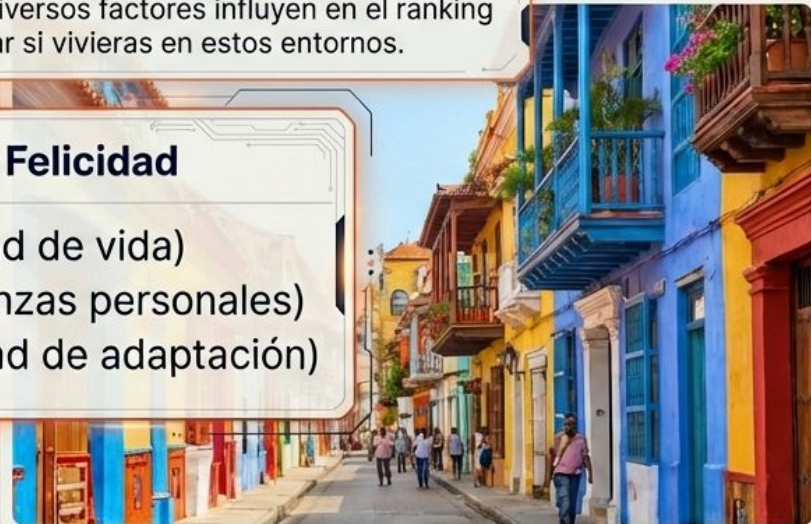 iversos factores influyen en el ranking
ar si vivieras en estos entornos.
Felicidad
d de vida)
nzas personales)
ad de adaptación)